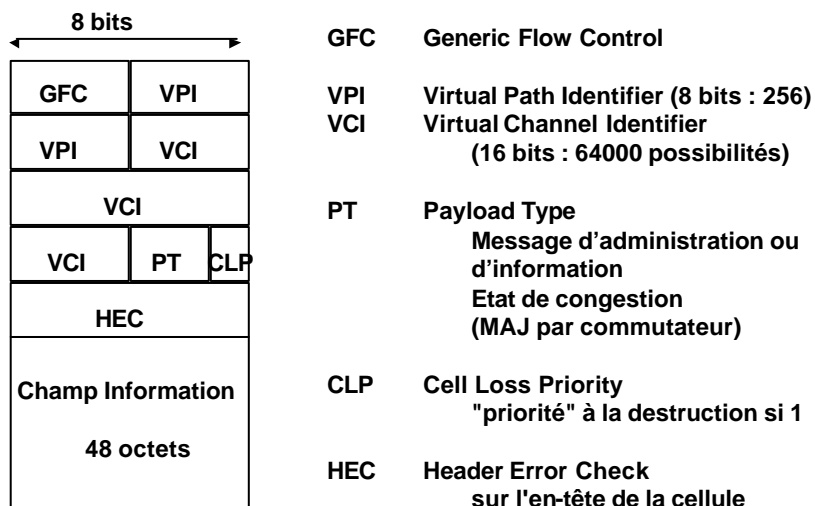 8 bits
GFC VPI
VPI VCI
VCI
VCI PT CLP
HEC
Champ Information
48 octets
GFC Generic Flow Control
VPI Virtual Path Identifier (8 bits : 256)
VCI Virtual Channel Identifier
(16 bits : 64000 possibilités)
PT Payload Type
Message d'administration ou
d'information
Etat de congestion
(MAJ par commutateur)
CLP Cell Loss Priority
"priorité" à la destruction si 1
HEC Header Error Check
sur l'en-tête de la cellule